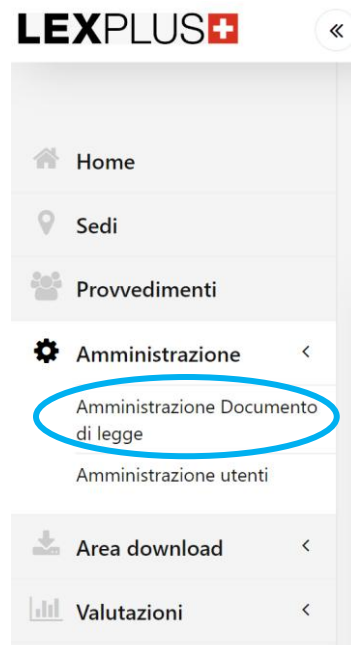 LEXPLUS
Home
Sedi
Provvedimenti
Amministrazione
Amministrazione Documento
di legge
Amministrazione utenti
Area download
Valutazioni